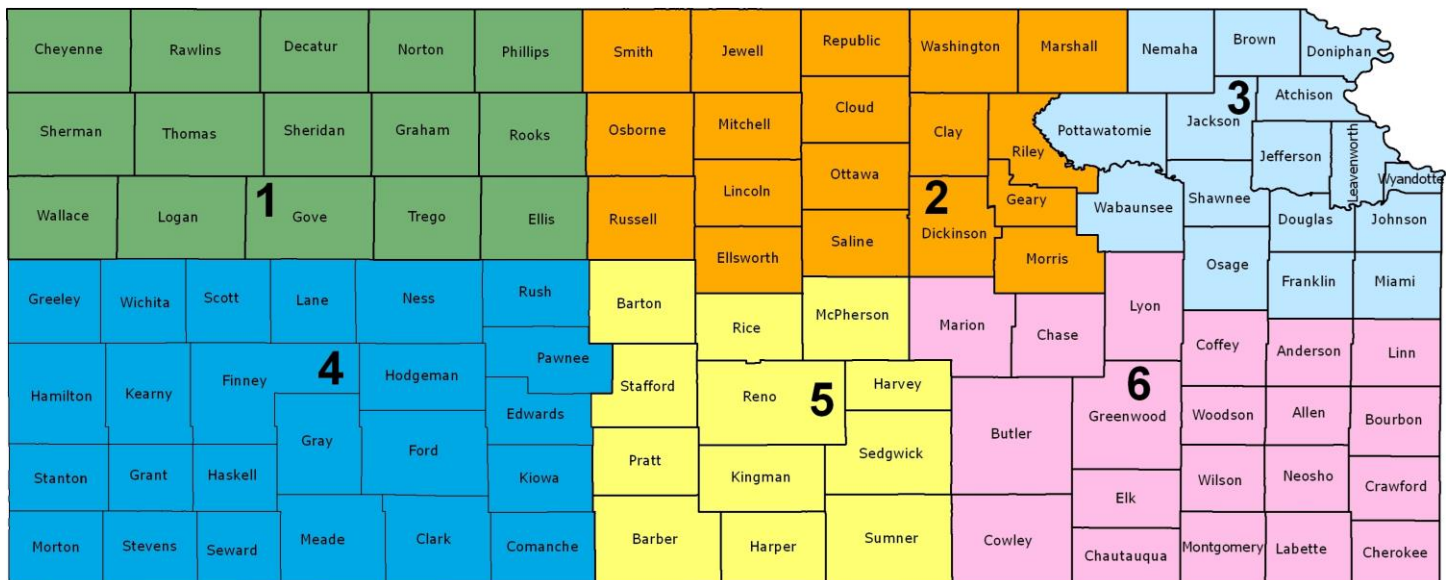 Cheyenne
Rawlins
Decatur
Norton
Phillips
Smith
Jewell
Republic
Washington
Marshall
Nemaha
Brown
Doniphan
Sherman
Thomas
Sheridan
Graham
Rooks
Osborne
Mitchell
Cloud
Clay
Riley
Pottawatomie
Jackson
3
Atchison
Jefferson
Leavenworth
Wyandotte
Wallace
Logan
1
Gove
Trego
Ellis
Russell
Lincoln
Ottawa
2
Geary
Wabaunsee
Shawnee
Douglas
Johnson
Ellsworth
Saline
Dickinson
Morris
Osage
Franklin
Miami
Greeley
Wichita
Scott
Lane
Ness
Rush
Barton
Rice
McPherson
Marion
Chase
Lyon
Coffey
Anderson
Linn
Hamilton
Kearny
Finney
4
Hodgeman
Pawnee
Stafford
Reno
5
Harvey
6
Greenwood
Woodson
Allen
Bourbon
Gray
Ford
Edwards
Sedgwick
Butler
Stanton
Grant
Haskell
Kiowa
Pratt
Kingman
Elk
Wilson
Neosho
Crawford
Morton
Stevens
Seward
Meade
Clark
Comanche
Barber
Harper
Sumner
Cowley
Chautauqua
Montgomery
Labette
Cherokee